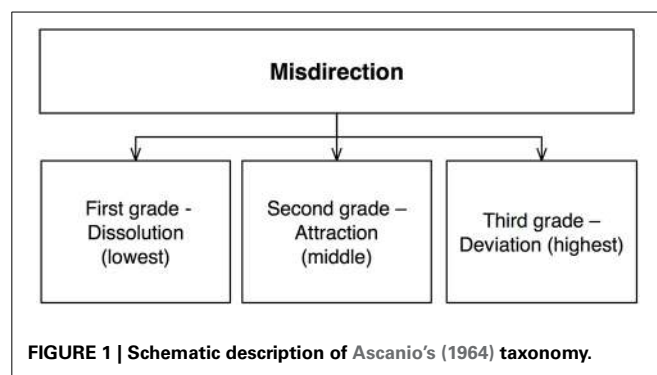 Misdirection
First grade -
Dissolution
(lowest)
Second grade –
Attraction
(middle)
Third grade –
Deviation (highest)
FIGURE 1 | Schematic description of Ascanio's (1964) taxonomy.